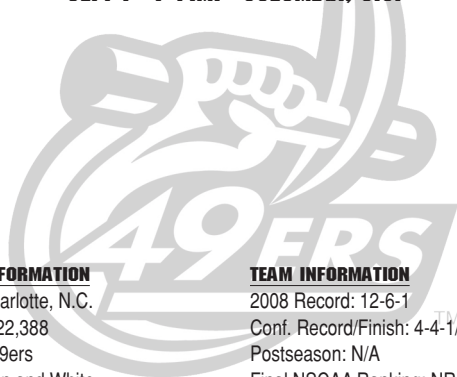 49ERS
TM
FORMATION
arlotte, N.C.
22,388
9ers
n and White
TEAM INFORMATION
2008 Record: 12-6-1
Conf. Record/Finish: 4-4-1/
Postseason: N/A
Final NSCAA Ranking: NR